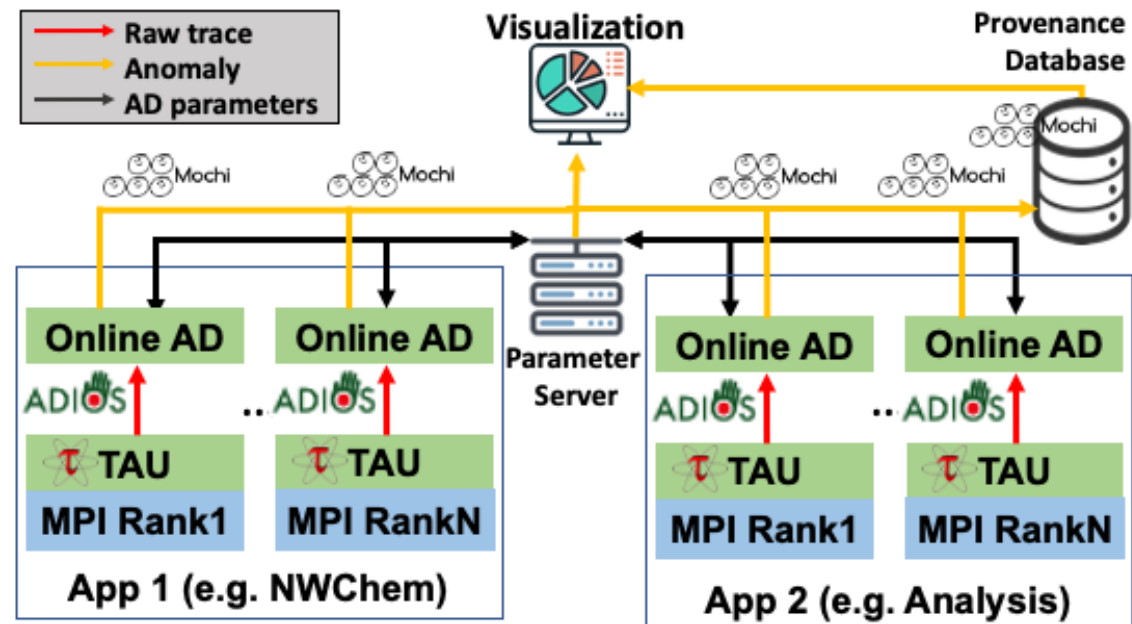 Raw trace
Anomaly
AD parameters
Visualization
Provenance
Database
Mochi
Mochi
Mochi
Mochi
Mochi
Parameter
Server
Online AD
Online AD
ADIOS
...
ADIOS
τ TAU
τ TAU
MPI Rank1
MPI RankN
App 1 (e.g. NWChem)
Online AD
Online AD
ADIOS
...
ADIOS
τ TAU
τ TAU
MPI Rank1
MPI RankN
App 2 (e.g. Analysis)